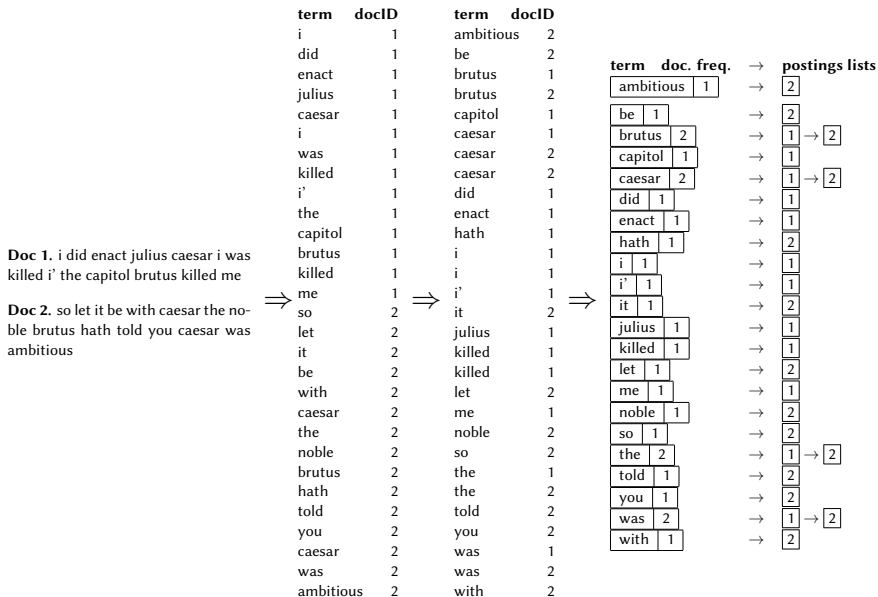 Doc 1. i did enact julius caesar i was
killed i’ the capitol brutus killed me
Doc 2. so let it be with caesar the no-
ble brutus hath told you caesar was
ambitious
⇒
term docID
i 1
did 1
enact 1
julius 1
caesar 1
i 1
was 1
killed 1
i’ 1
the 1
capitol 1
brutus 1
killed 1
me 1
so 2
let 2
it 2
be 2
with 2
caesar 2
the 2
noble 2
brutus 2
hath 2
told 2
you 2
caesar 2
was 2
ambitious 2
⇒
term docID
ambitious 2
be 2
brutus 1
brutus 2
capitol 1
caesar 1
caesar 2
caesar 2
did 1
enact 1
hath 1
i 1
i 1
i’ 1
it 2
julius 1
killed 1
killed 1
let 2
me 1
noble 2
so 2
the 1
the 2
told 2
you 2
was 1
was 2
with 2
⇒
term doc. freq. → postings lists
ambitious 1 → 2
be 1 → 2
brutus 2 → 1 → 2
capitol 1 → 1
caesar 2 → 1 → 2
did 1 → 1
enact 1 → 1
hath 1 → 2
i 1 → 1
i’ 1 → 1
it 1 → 2
julius 1 → 1
killed 1 → 1
let 1 → 2
me 1 → 1
noble 1 → 2
so 1 → 2
the 2 → 1 → 2
told 1 → 2
you 1 → 2
was 2 → 1 → 2
with 1 → 2